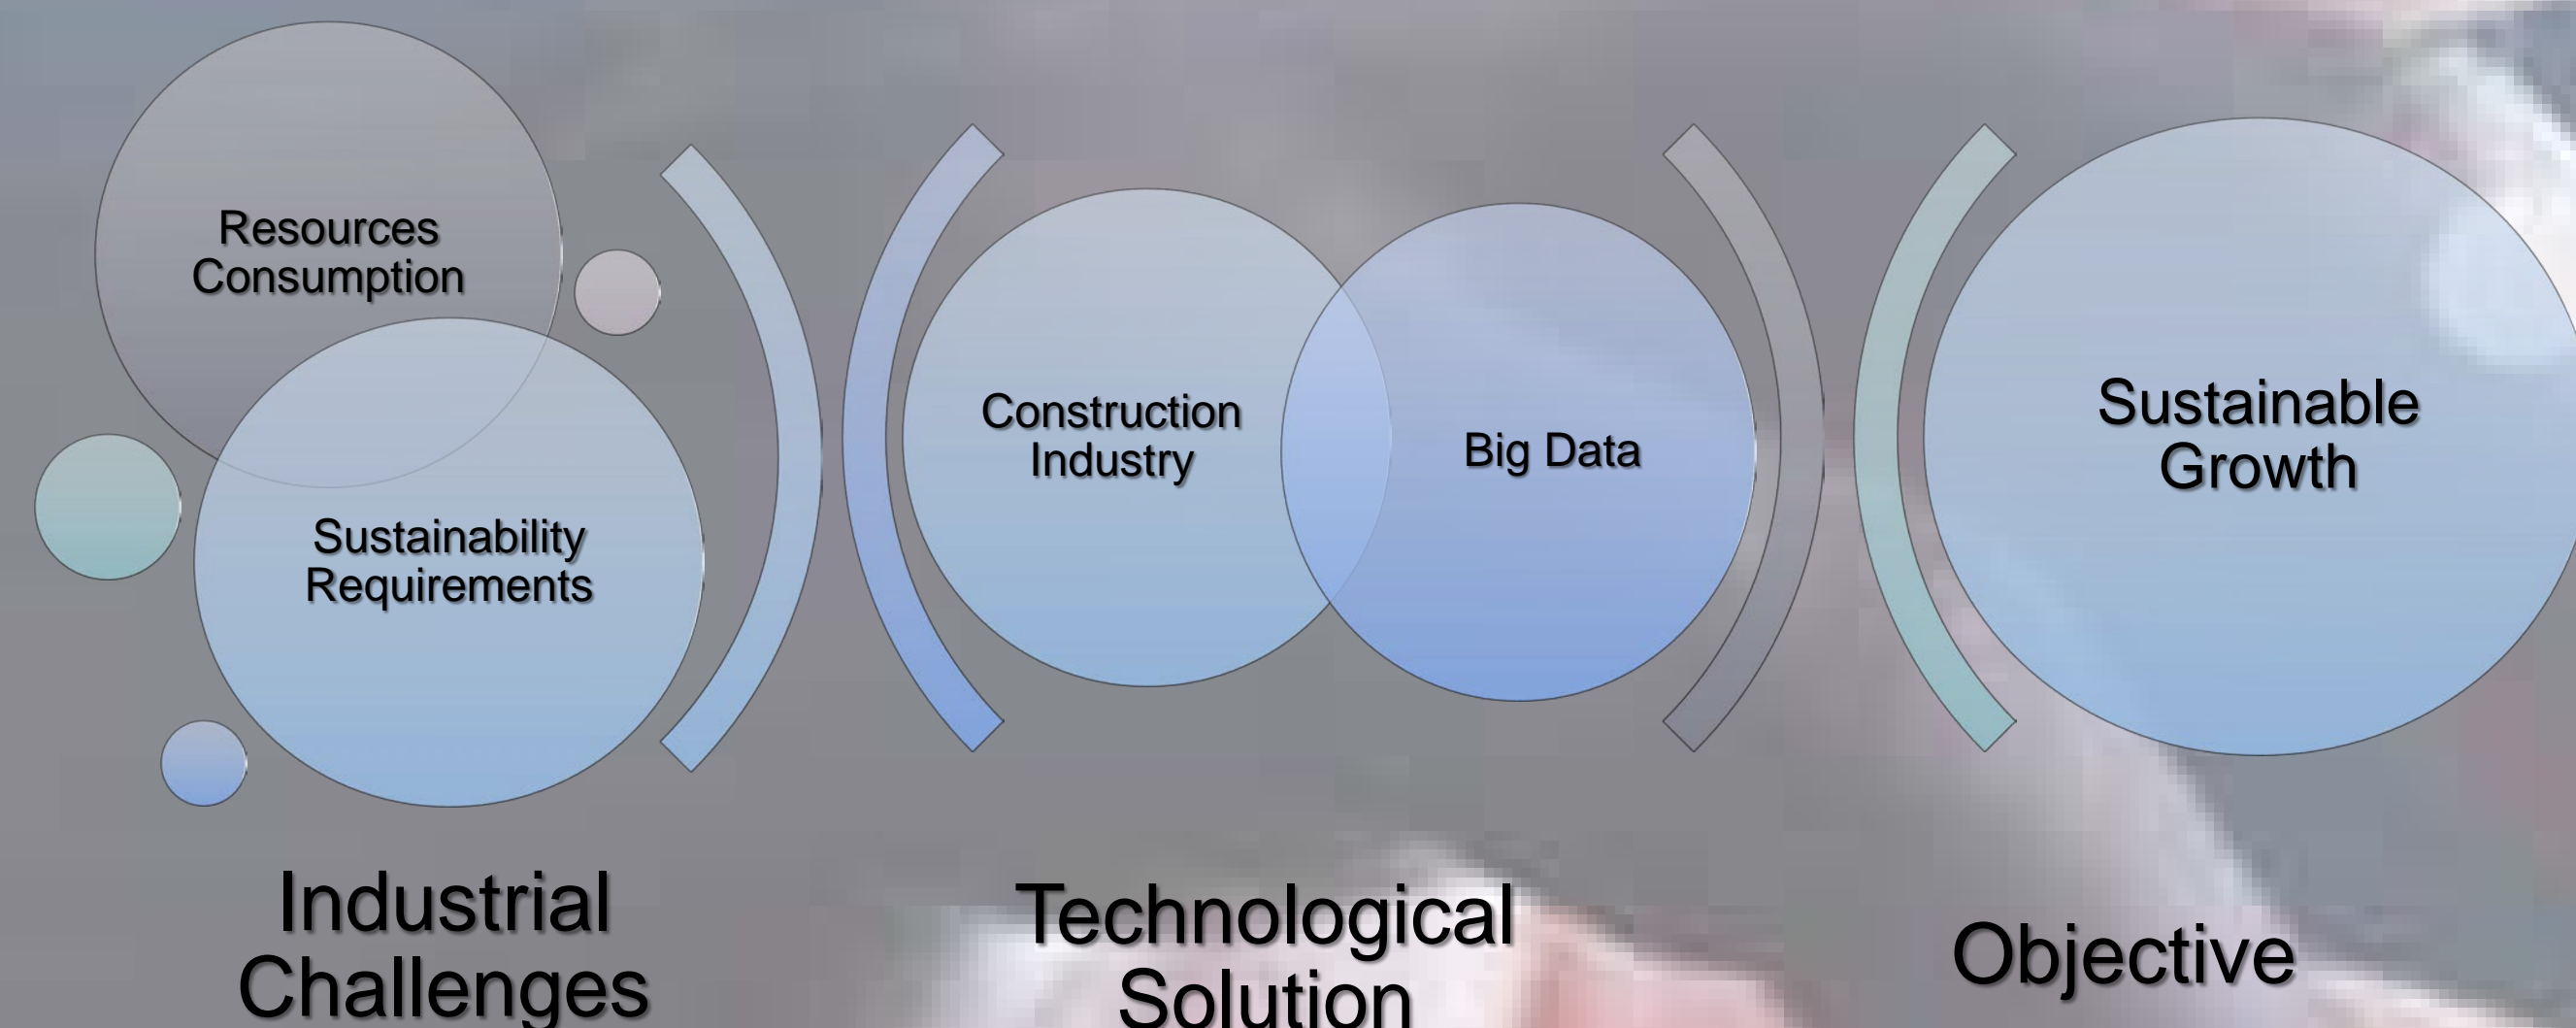 Resources
Consumption
Sustainability
Requirements
Construction
Industry
Big Data
Sustainable
Growth
Industrial
Challenges
Technological
Solution
Objective